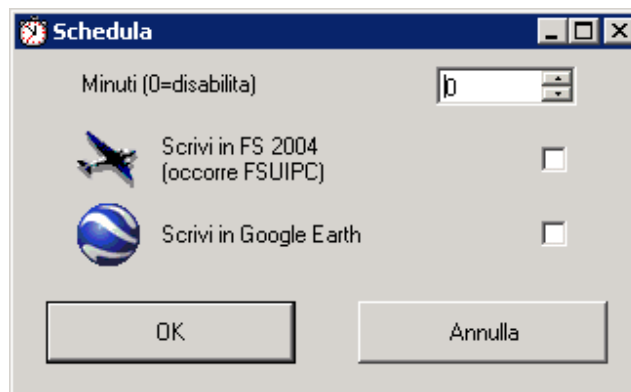 Schedula
Minuti (0=disabilita)
0
Scrivi in FS 2004
(occorre FSUIPC)
Scrivi in Google Earth
OK
Annulla